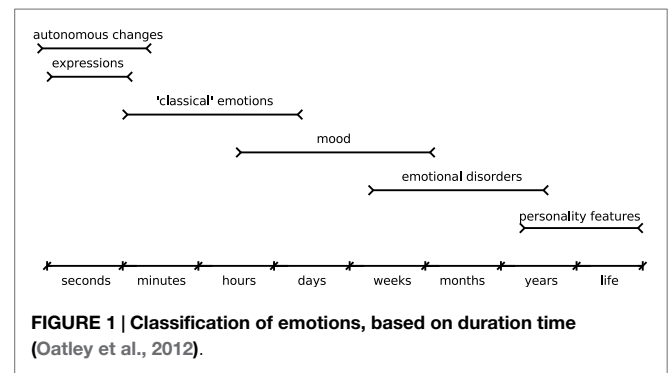 autonomous changes
expressions
'classical' emotions
mood
emotional disorders
personality features
seconds minutes hours days weeks months years life
FIGURE 1 | Classification of emotions, based on duration time
(Oatley et al., 2012).